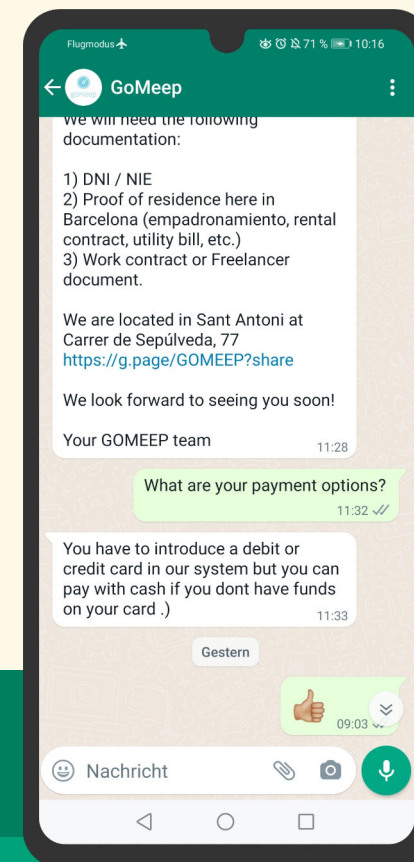 Flugmodus
71 %
10:16
gomeep
GoMeep
We will need the following
documentation:
1) DNI / NIE
2) Proof of residence here in
Barcelona (empadronamiento, rental
contract, utility bill, etc.)
3) Work contract or Freelancer
document.
We are located in Sant Antoni at
Carrer de Sepúlveda, 77
https://g.page/GOMEEP?share
We look forward to seeing you soon!
Your GOMEEP team
11:28
What are your payment options?
11:32
You have to introduce a debit or
credit card in our system but you can
pay with cash if you dont have funds
on your card .)
11:33
Gestern
09:03
Nachricht